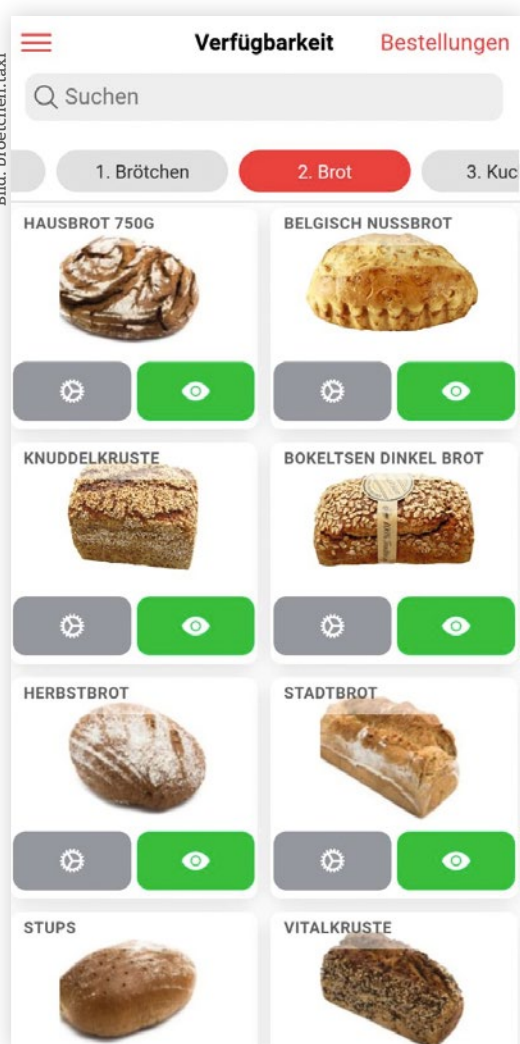 Verfügbarkeit
Bestellungen
Suchen
1. Brötchen
2. Brot
3. Kuc
HAUSBROT 750G
BELGISCH NUSSBROT
KNUDDELKRUSTE
BOKELTSEN DINKEL BROT
HERBSTBROT
STADTBROT
STUPS
VITALKRUSTE
Bild: broetchen.taxi